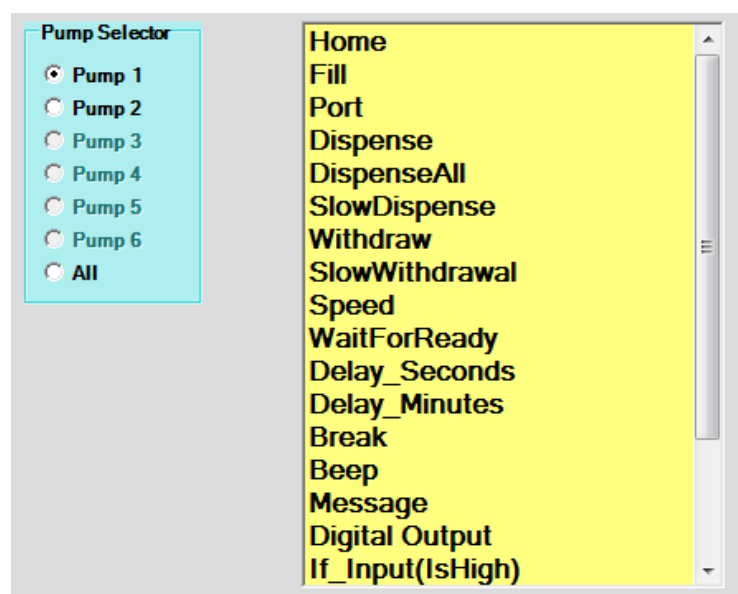 Pump Selector
Pump 1
Pump 2
Pump 3
Pump 4
Pump 5
Pump 6
All
Home
Fill
Port
Dispense
DispenseAll
SlowDispense
Withdraw
SlowWithdrawal
Speed
WaitForReady
Delay_Seconds
Delay_Minutes
Break
Beep
Message
Digital Output
If_Input(IsHigh)